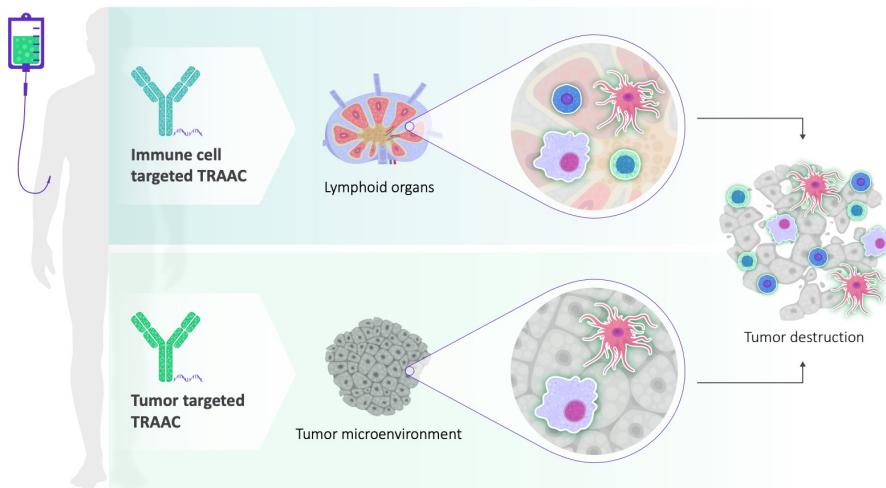 Immune cell
targeted TRAAC
Lymphoid organs
Tumor destruction
Tumor targeted
TRAAC
Tumor microenvironment